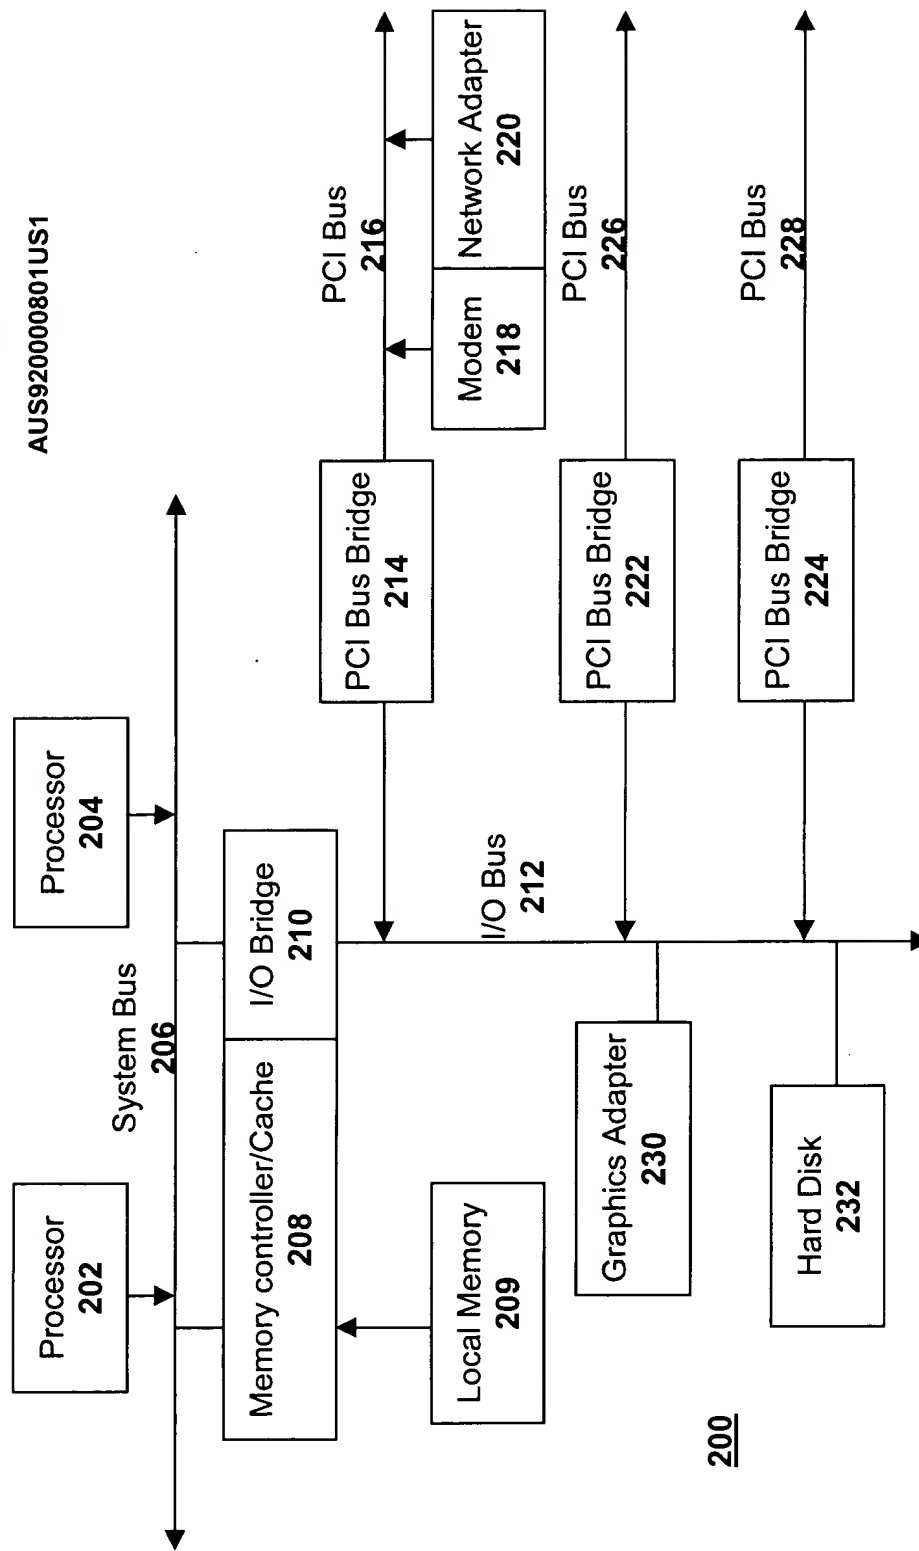 AUS920000801US1
Processor
202
Processor
204
System Bus
206
Memory controller/Cache
208
I/O Bridge
210
Local Memory
209
PCI Bus Bridge
214
PCI Bus
216
Modem
218
Network Adapter
220
I/O Bus
212
PCI Bus Bridge
222
PCI Bus
226
Graphics Adapter
230
PCI Bus Bridge
224
PCI Bus
228
Hard Disk
232
200